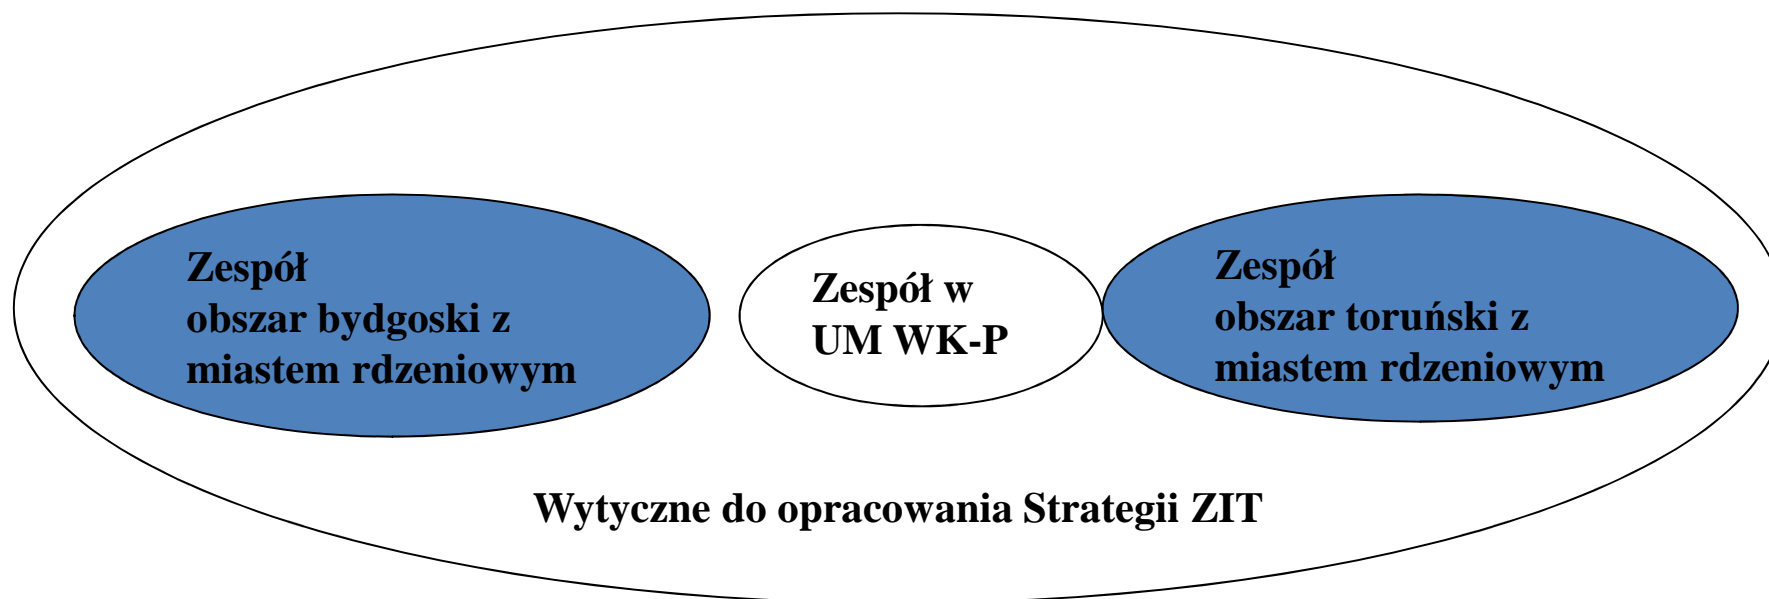 Zespół
obszar bydgoski z
miastem rdzeniowym
Zespół w
UM WK-P
Zespół
obszar toruński z
miastem rdzeniowym
Wytyczne do opracowania Strategii ZIT